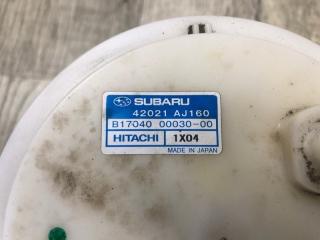 SUBARU
42021 AJ160
B17040 00030-00
HITACHI 1X04
MADE IN JAPAN